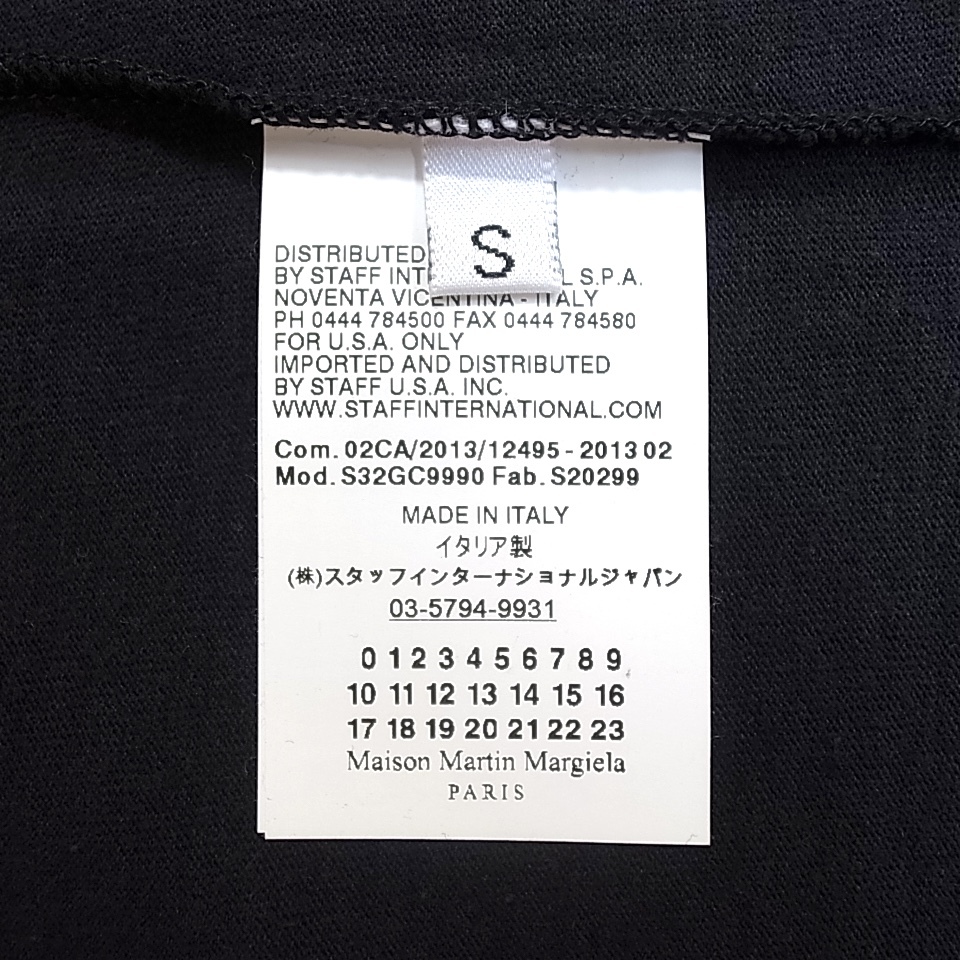 S
DISTRIBUTED
BY STAFF L S.P.A.
NOVENTA VICENTINA - ITALY
PH 0444 784500 FAX 0444 784580
FOR U.S.A. ONLY
IMPORTED AND DISTRIBUTED
BY STAFF U.S.A. INC.
WWW.STAFFINTERNATIONAL.COM
Com. 02CA/2013/12495 - 2013 02
Mod. S32GC9990 Fab. S20299
MADE IN ITALY
イタリア製
(株)スタッフインターナショナルジャパン
03-5794-9931
0 1 2 3 4 5 6 7 8 9
10 11 12 13 14 15 16
17 18 19 20 21 22 23
Maison Martin Margiela
PARIS